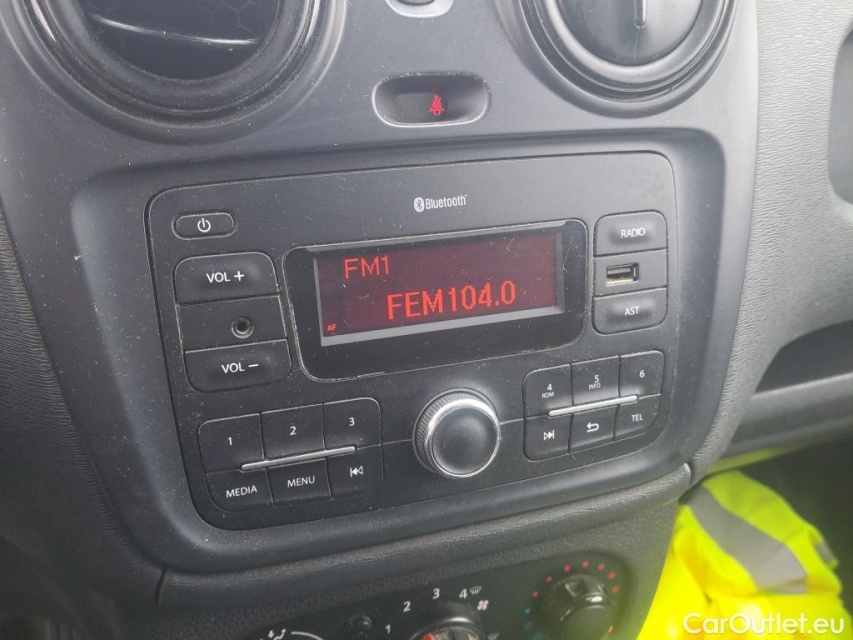 Bluetooth
RADIO
VOL +
FM1
FEM104.0
AF
AST
VOL −
1 2 3
4 RDM 5 INFO 6
MEDIA MENU
TEL
1 2 3 4
CarOutlet.eu